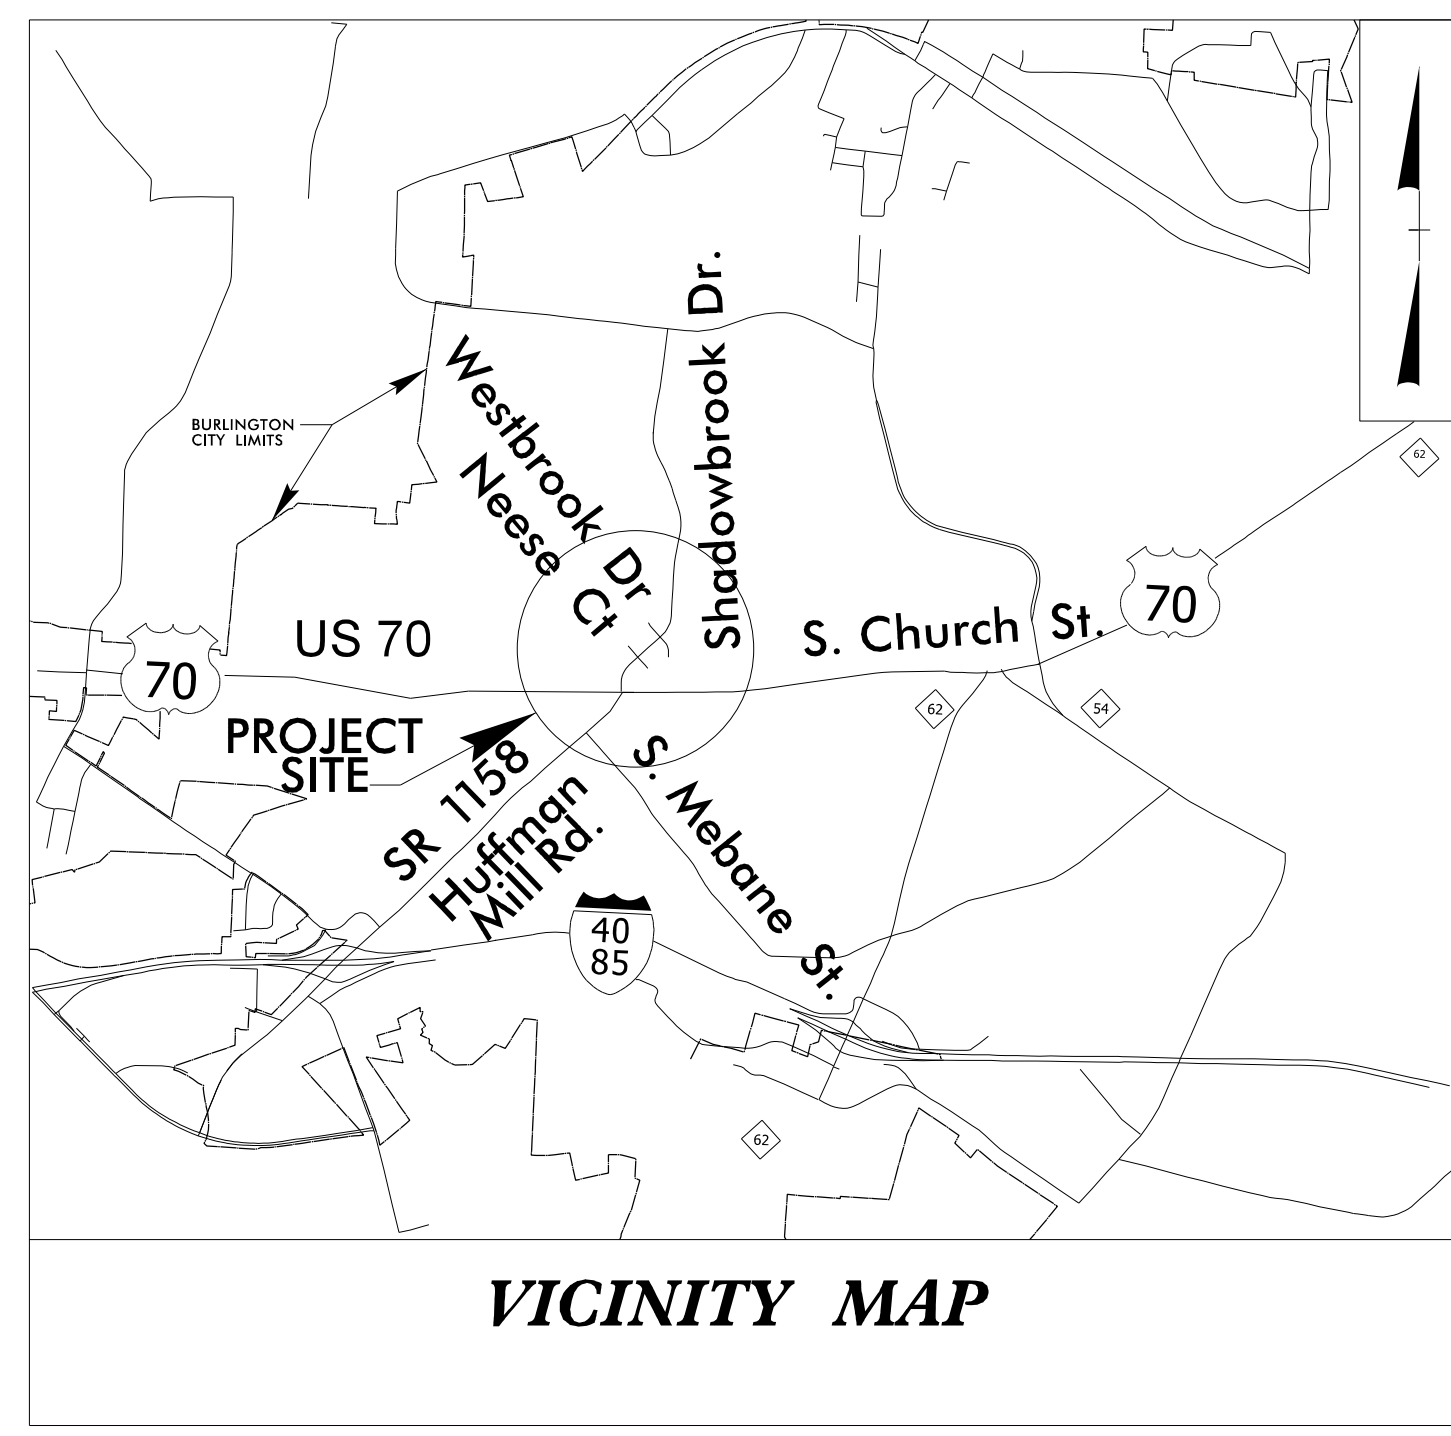 Shadowbrook Dr.
Westbrook Dr
Neese Ct
BURLINGTON
CITY LIMITS
62
70
S. Church St.
US 70
70
62
54
PROJECT
SITE
SR 1158
Huffman
Mill Rd.
S. Mebane St.
40
85
62
VICINITY MAP